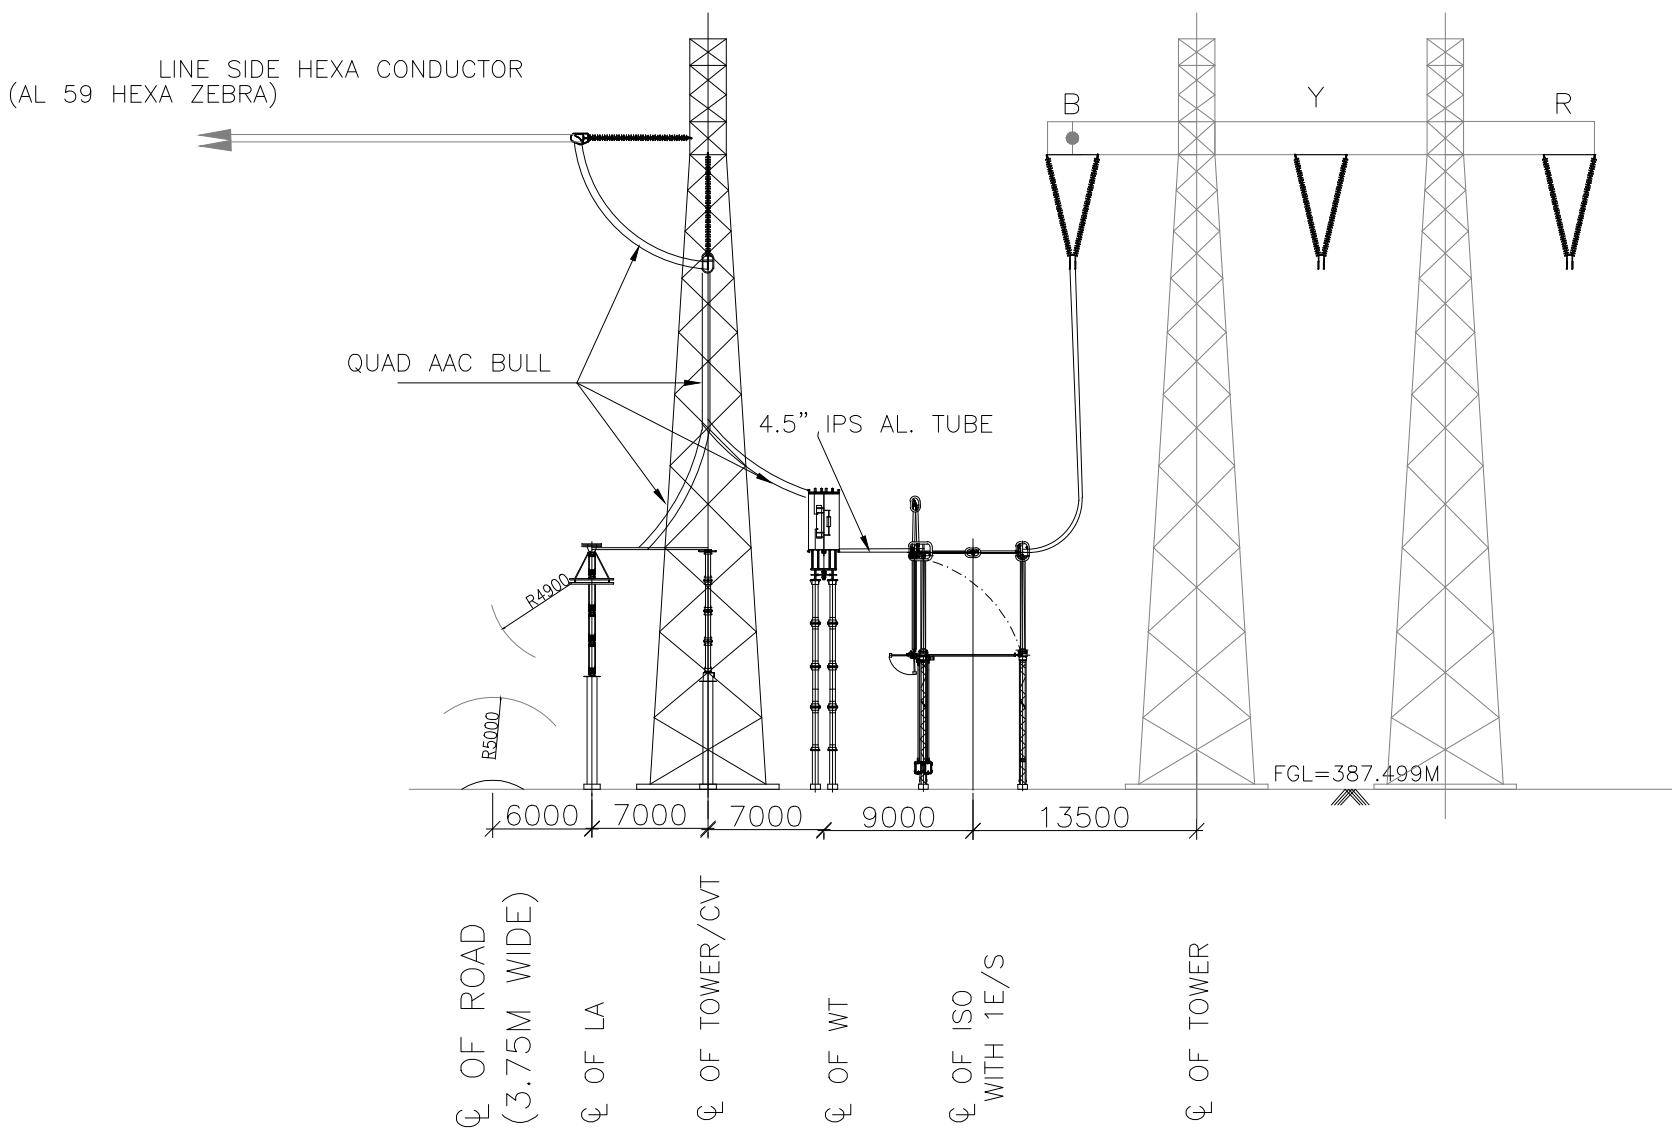 LINE SIDE HEXA CONDUCTOR
(AL 59 HEXA ZEBRA)
B
Y
R
QUAD AAC BULL
4.5" IPS AL. TUBE
R4900
R5000
FGL=387.499M
6000
7000
7000
9000
13500
℄ OF ROAD
(3.75M WIDE)
℄ OF LA
℄ OF TOWER/CVT
℄ OF WT
℄ OF ISO
WITH 1E/S
℄ OF TOWER